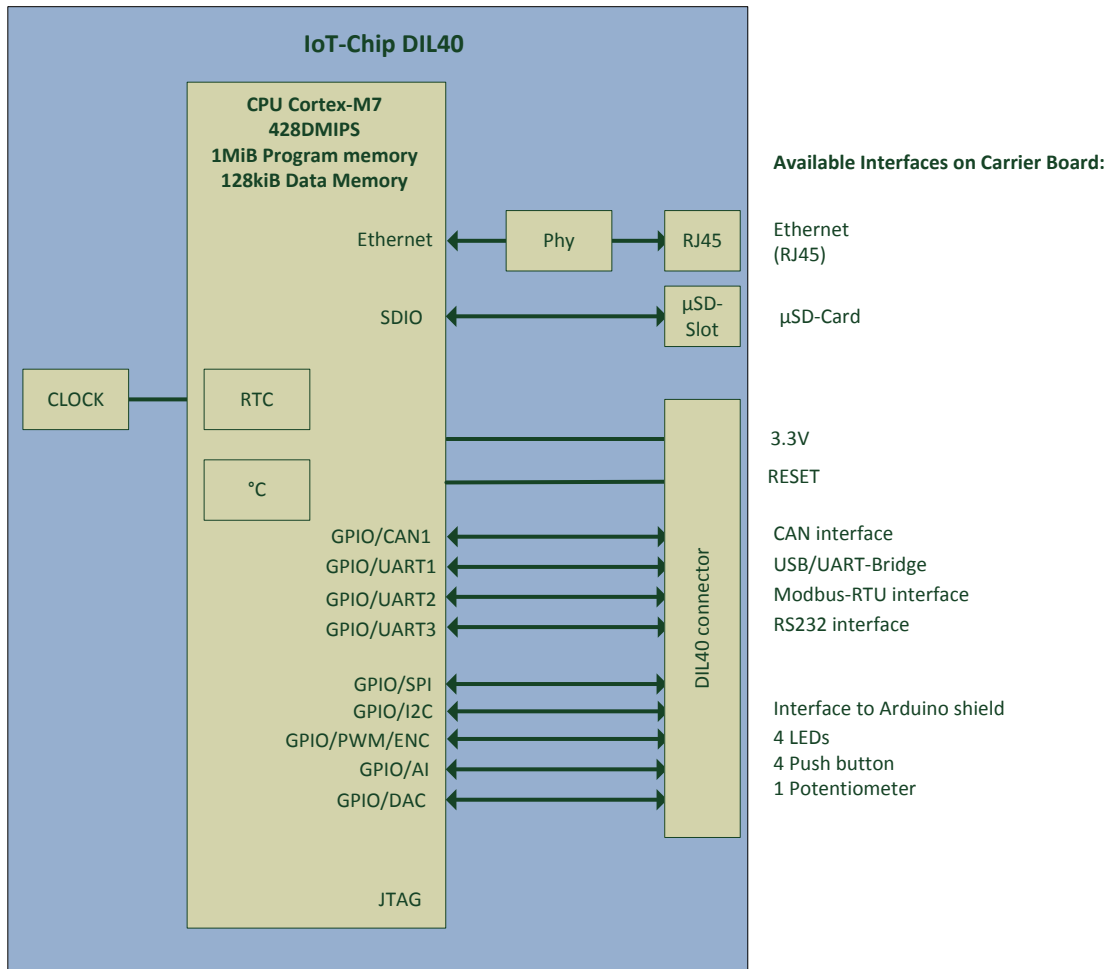 IoT-Chip DIL40
CPU Cortex-M7
428DMIPS
1MiB Program memory
128kiB Data Memory
Available Interfaces on Carrier Board:
Ethernet
Phy
RJ45
Ethernet
(RJ45)
SDIO
µSD-
Slot
µSD-Card
CLOCK
RTC
°C
3.3V
RESET
GPIO/CAN1
CAN interface
GPIO/UART1
USB/UART-Bridge
GPIO/UART2
Modbus-RTU interface
GPIO/UART3
RS232 interface
DIL40 connector
GPIO/SPI
GPIO/I2C
Interface to Arduino shield
GPIO/PWM/ENC
4 LEDs
GPIO/AI
4 Push button
GPIO/DAC
1 Potentiometer
JTAG